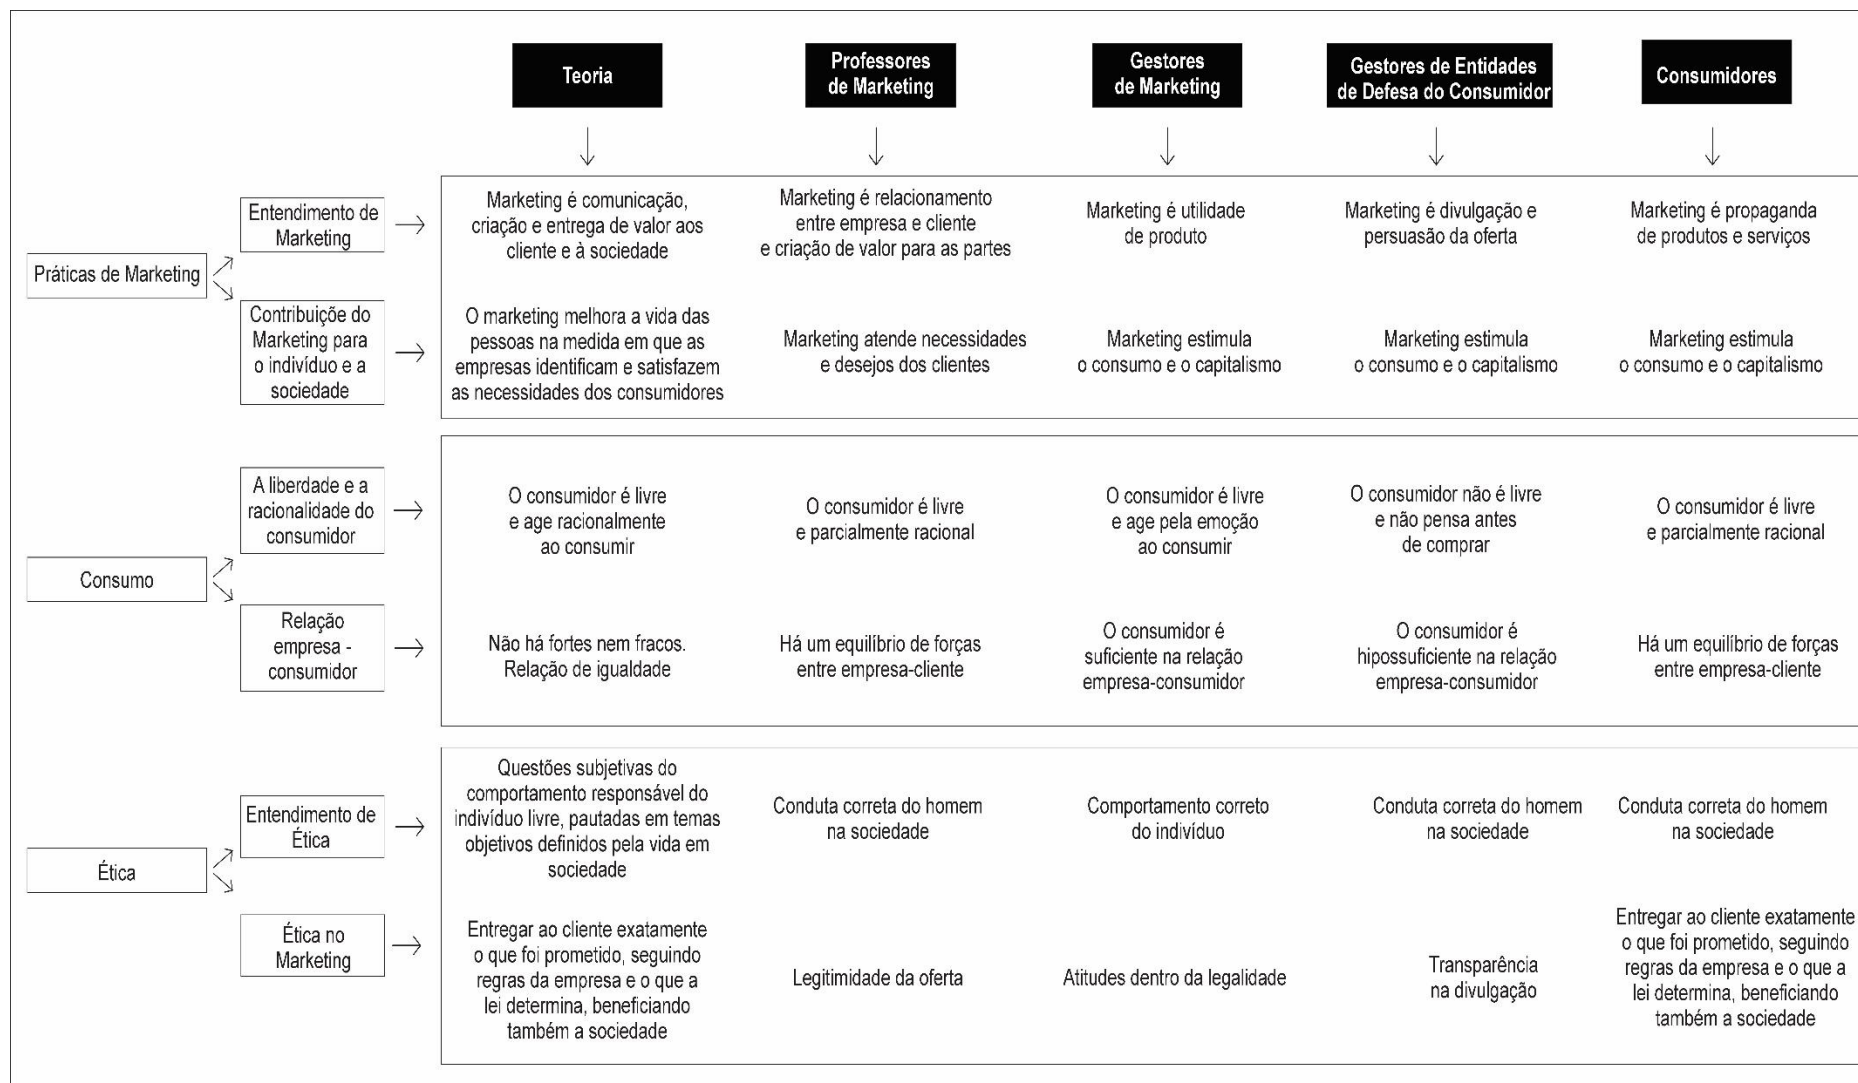 Teoria
Professores
de Marketing
Gestores
de Marketing
Gestores de Entidades
de Defesa do Consumidor
Consumidores
Práticas de Marketing
Entendimento de
Marketing
Marketing é comunicação,
criação e entrega de valor aos
cliente e à sociedade
Marketing é relacionamento
entre empresa e cliente
e criação de valor para as partes
Marketing é utilidade
de produto
Marketing é divulgação e
persuasão da oferta
Marketing é propaganda
de produtos e serviços
Contribuiçõe do
Marketing para
o indivíduo e a
sociedade
O marketing melhora a vida das
pessoas na medida em que as
empresas identificam e satisfazem
as necessidades dos consumidores
Marketing atende necessidades
e desejos dos clientes
Marketing estimula
o consumo e o capitalismo
Marketing estimula
o consumo e o capitalismo
Marketing estimula
o consumo e o capitalismo
Consumo
A liberdade e a
racionalidade do
consumidor
O consumidor é livre
e age racionalmente
ao consumir
O consumidor é livre
e parcialmente racional
O consumidor é livre
e age pela emoção
ao consumir
O consumidor não é livre
e não pensa antes
de comprar
O consumidor é livre
e parcialmente racional
Relação
empresa -
consumidor
Não há fortes nem fracos.
Relação de igualdade
Há um equilíbrio de forças
entre empresa-cliente
O consumidor é
suficiente na relação
empresa-consumidor
O consumidor é
hipossuficiente na relação
empresa-consumidor
Há um equilíbrio de forças
entre empresa-cliente
Ética
Entendimento de
Ética
Questões subjetivas do
comportamento responsável do
indivíduo livre, pautadas em temas
objetivos definidos pela vida em
sociedade
Conduta correta do homem
na sociedade
Comportamento correto
do indivíduo
Conduta correta do homem
na sociedade
Conduta correta do homem
na sociedade
Ética no
Marketing
Entregar ao cliente exatamente
o que foi prometido, seguindo
regras da empresa e o que a
lei determina, beneficiando
também a sociedade
Legitimidade da oferta
Atitudes dentro da legalidade
Transparência
na divulgação
Entregar ao cliente exatamente
o que foi prometido, seguindo
regras da empresa e o que a
lei determina, beneficiando
também a sociedade